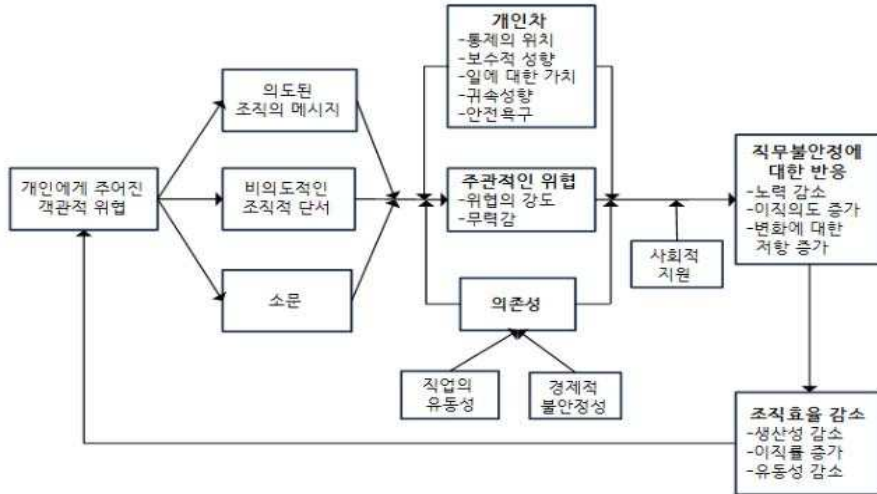 개인차
-통제의 위치
-보수적 성향
-일에 대한 가치
-귀속성향
-안전욕구
의도된
조직의 메시지
개인에게 주어진
객관적 위협
비의도적인
조직적 단서
주관적인 위협
-위협의 강도
-무력감
직무불안정에
대한 반응
-노력 감소
-이직의도 증가
-변화에 대한
저항 증가
사회적
지원
소문
의존성
직업의
유동성
경제적
불안정성
조직효율 감소
-생산성 감소
-이직률 증가
-유동성 감소